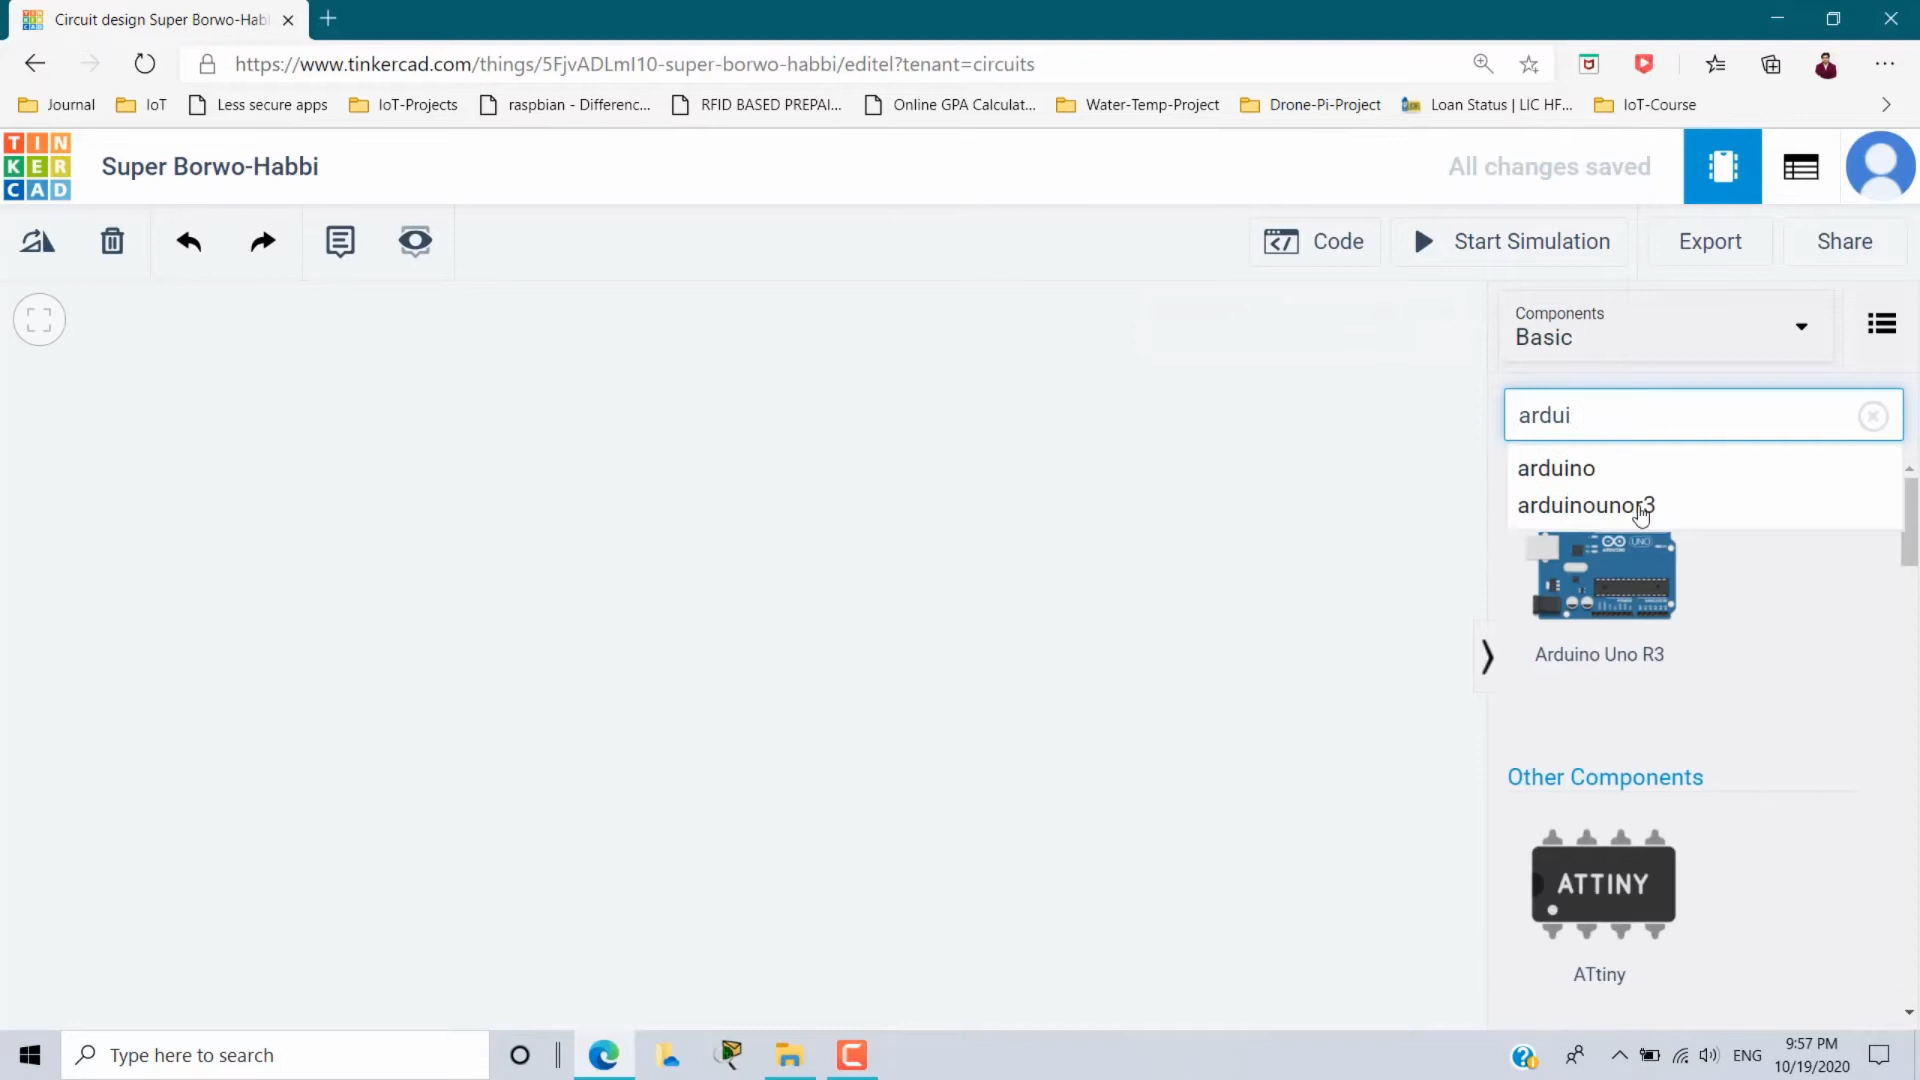 Circuit design Super Borwo-Hab
https://www.tinkercad.com/things/5FjvADLml10-super-borwo-habbi/editel?tenant=circuits
Journal
IoT
Less secure apps
IoT-Projects
raspbian - Differenc...
RFID BASED PREPAI...
Online GPA Calculat...
Water-Temp-Project
Drone-Pi-Project
Loan Status | LIC HF...
IoT-Course
TIN
KER
CAD
Super Borwo-Habbi
All changes saved
Code
Start Simulation
Export
Share
Components
Basic
ardui
arduino
arduinounor3
UNO
Arduino Uno R3
Other Components
ATTINY
ATtiny
Type here to search
ENG
9:57 PM
10/19/2020